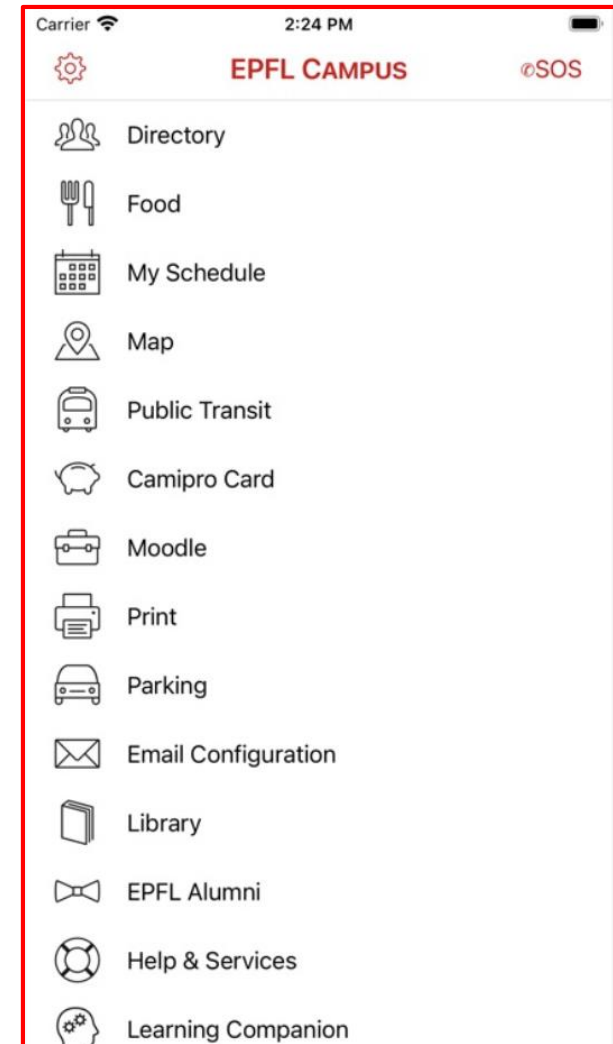 Carrier 2:24 PM
EPFL CAMPUS ✆SOS
Directory
Food
My Schedule
Map
Public Transit
Camipro Card
Moodle
Print
Parking
Email Configuration
Library
EPFL Alumni
Help & Services
Learning Companion